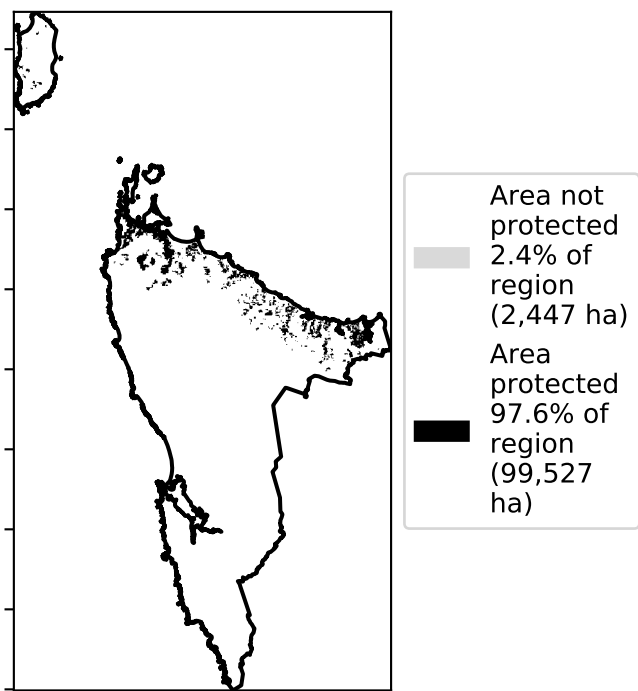 Area not
protected
2.4% of
region
(2,447 ha)
Area
protected
97.6% of
region
(99,527
ha)